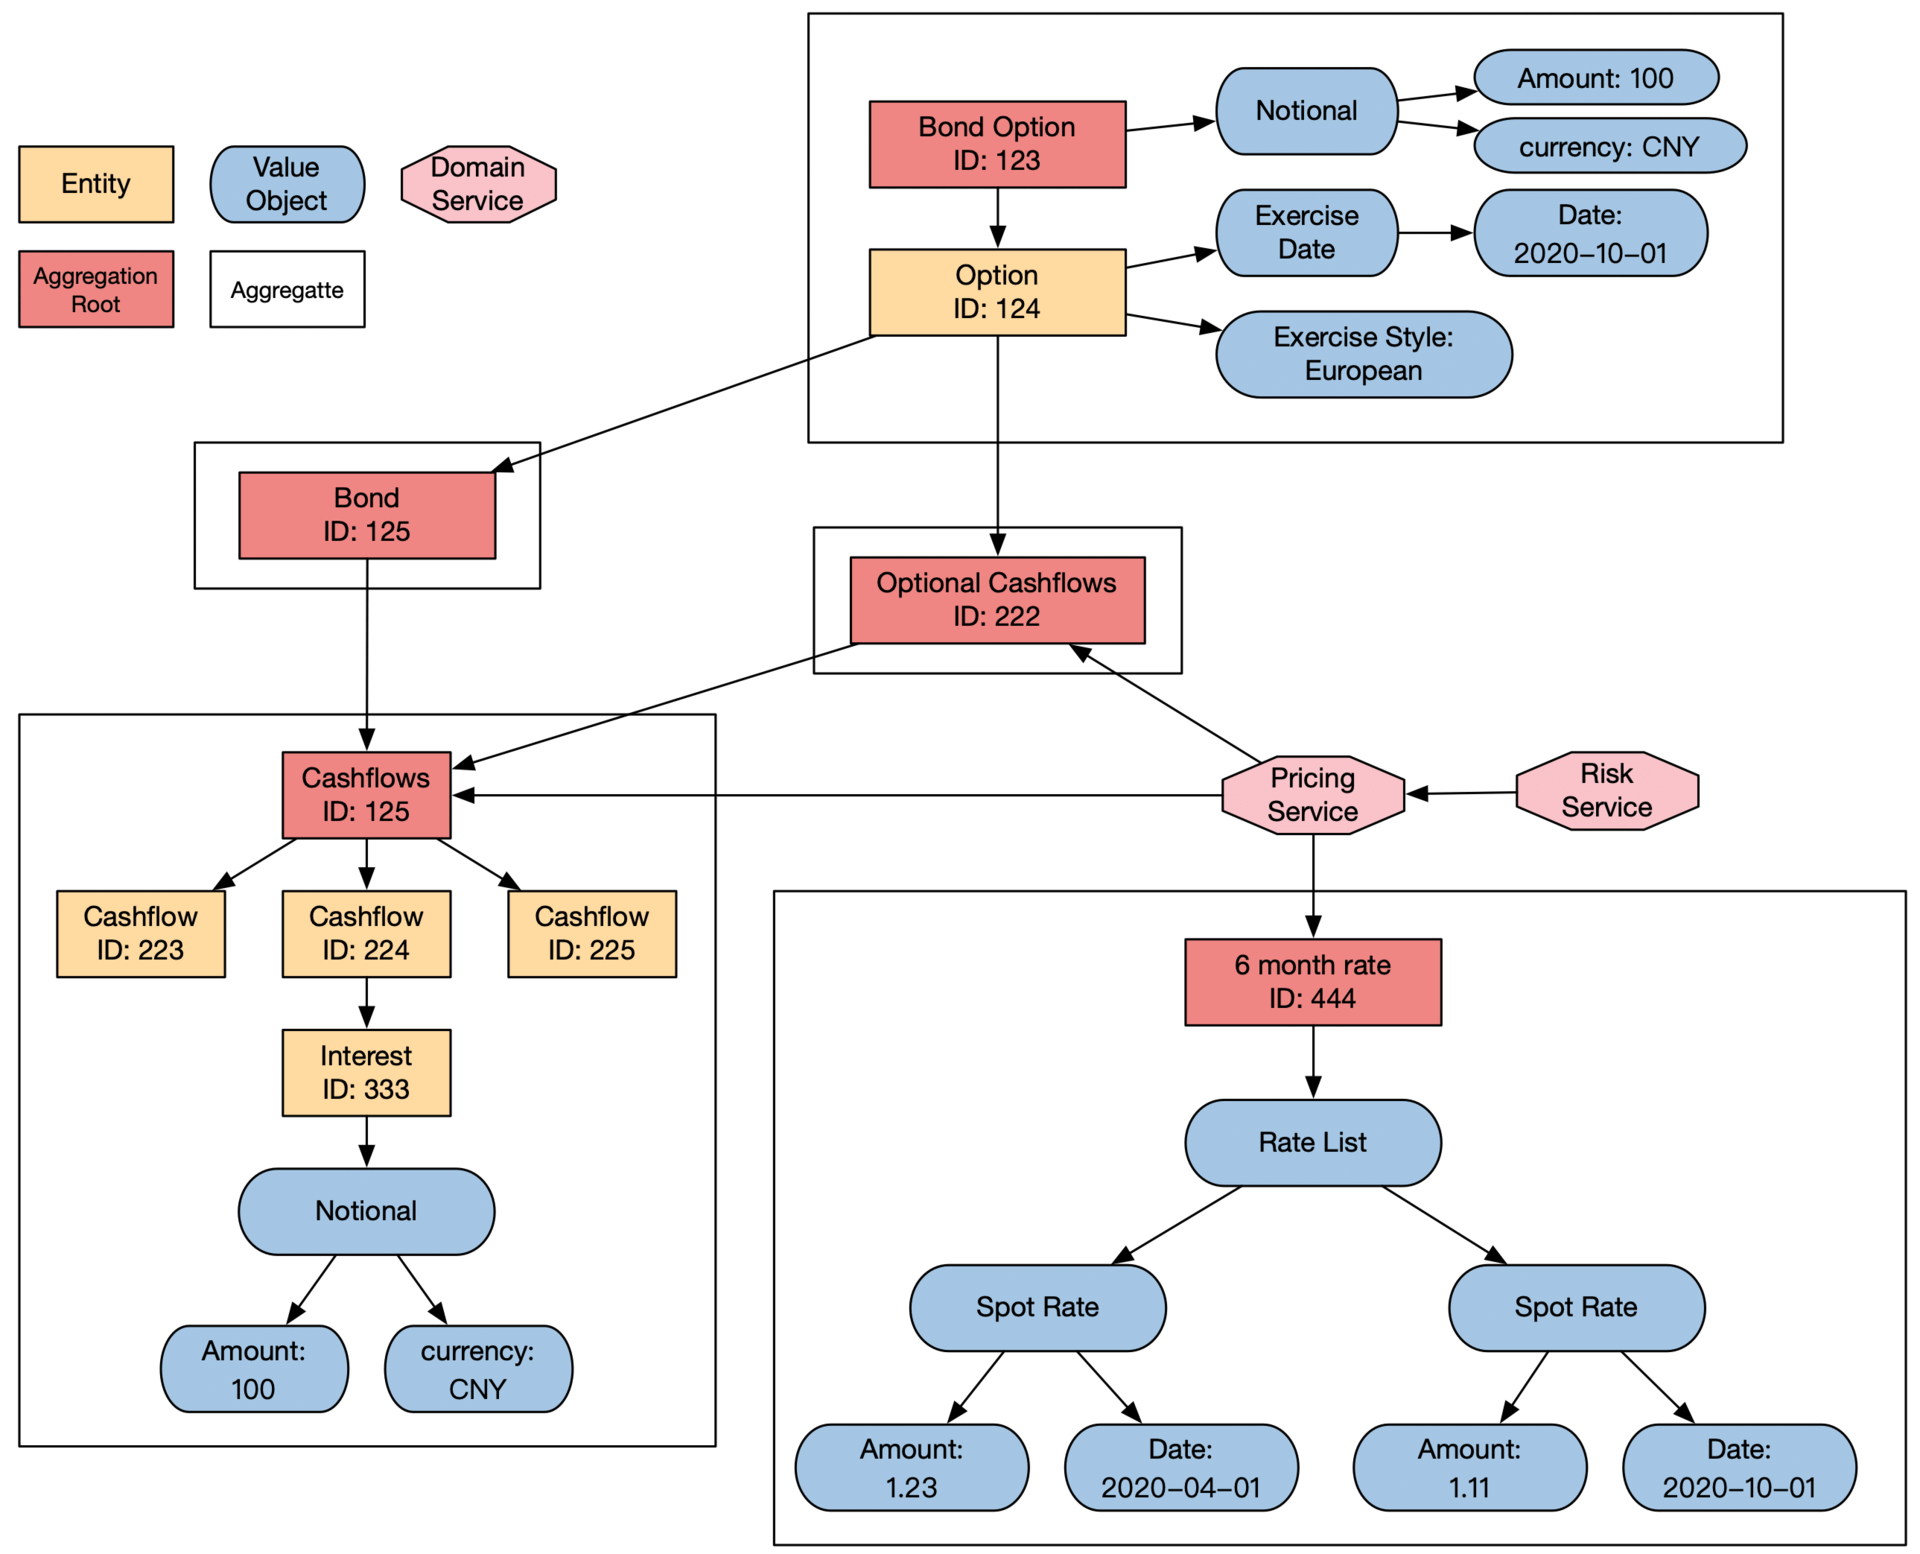 Entity
Value
Object
Domain
Service
Aggregation
Root
Aggregatte
Bond Option
ID: 123
Notional
Amount: 100
currency: CNY
Option
ID: 124
Exercise
Date
Date:
2020–10–01
Exercise Style:
European
Bond
ID: 125
Optional Cashflows
ID: 222
Cashflows
ID: 125
Pricing
Service
Risk
Service
Cashflow
ID: 223
Cashflow
ID: 224
Cashflow
ID: 225
Interest
ID: 333
Notional
Amount:
100
currency:
CNY
6 month rate
ID: 444
Rate List
Spot Rate
Spot Rate
Amount:
1.23
Date:
2020–04–01
Amount:
1.11
Date:
2020–10–01